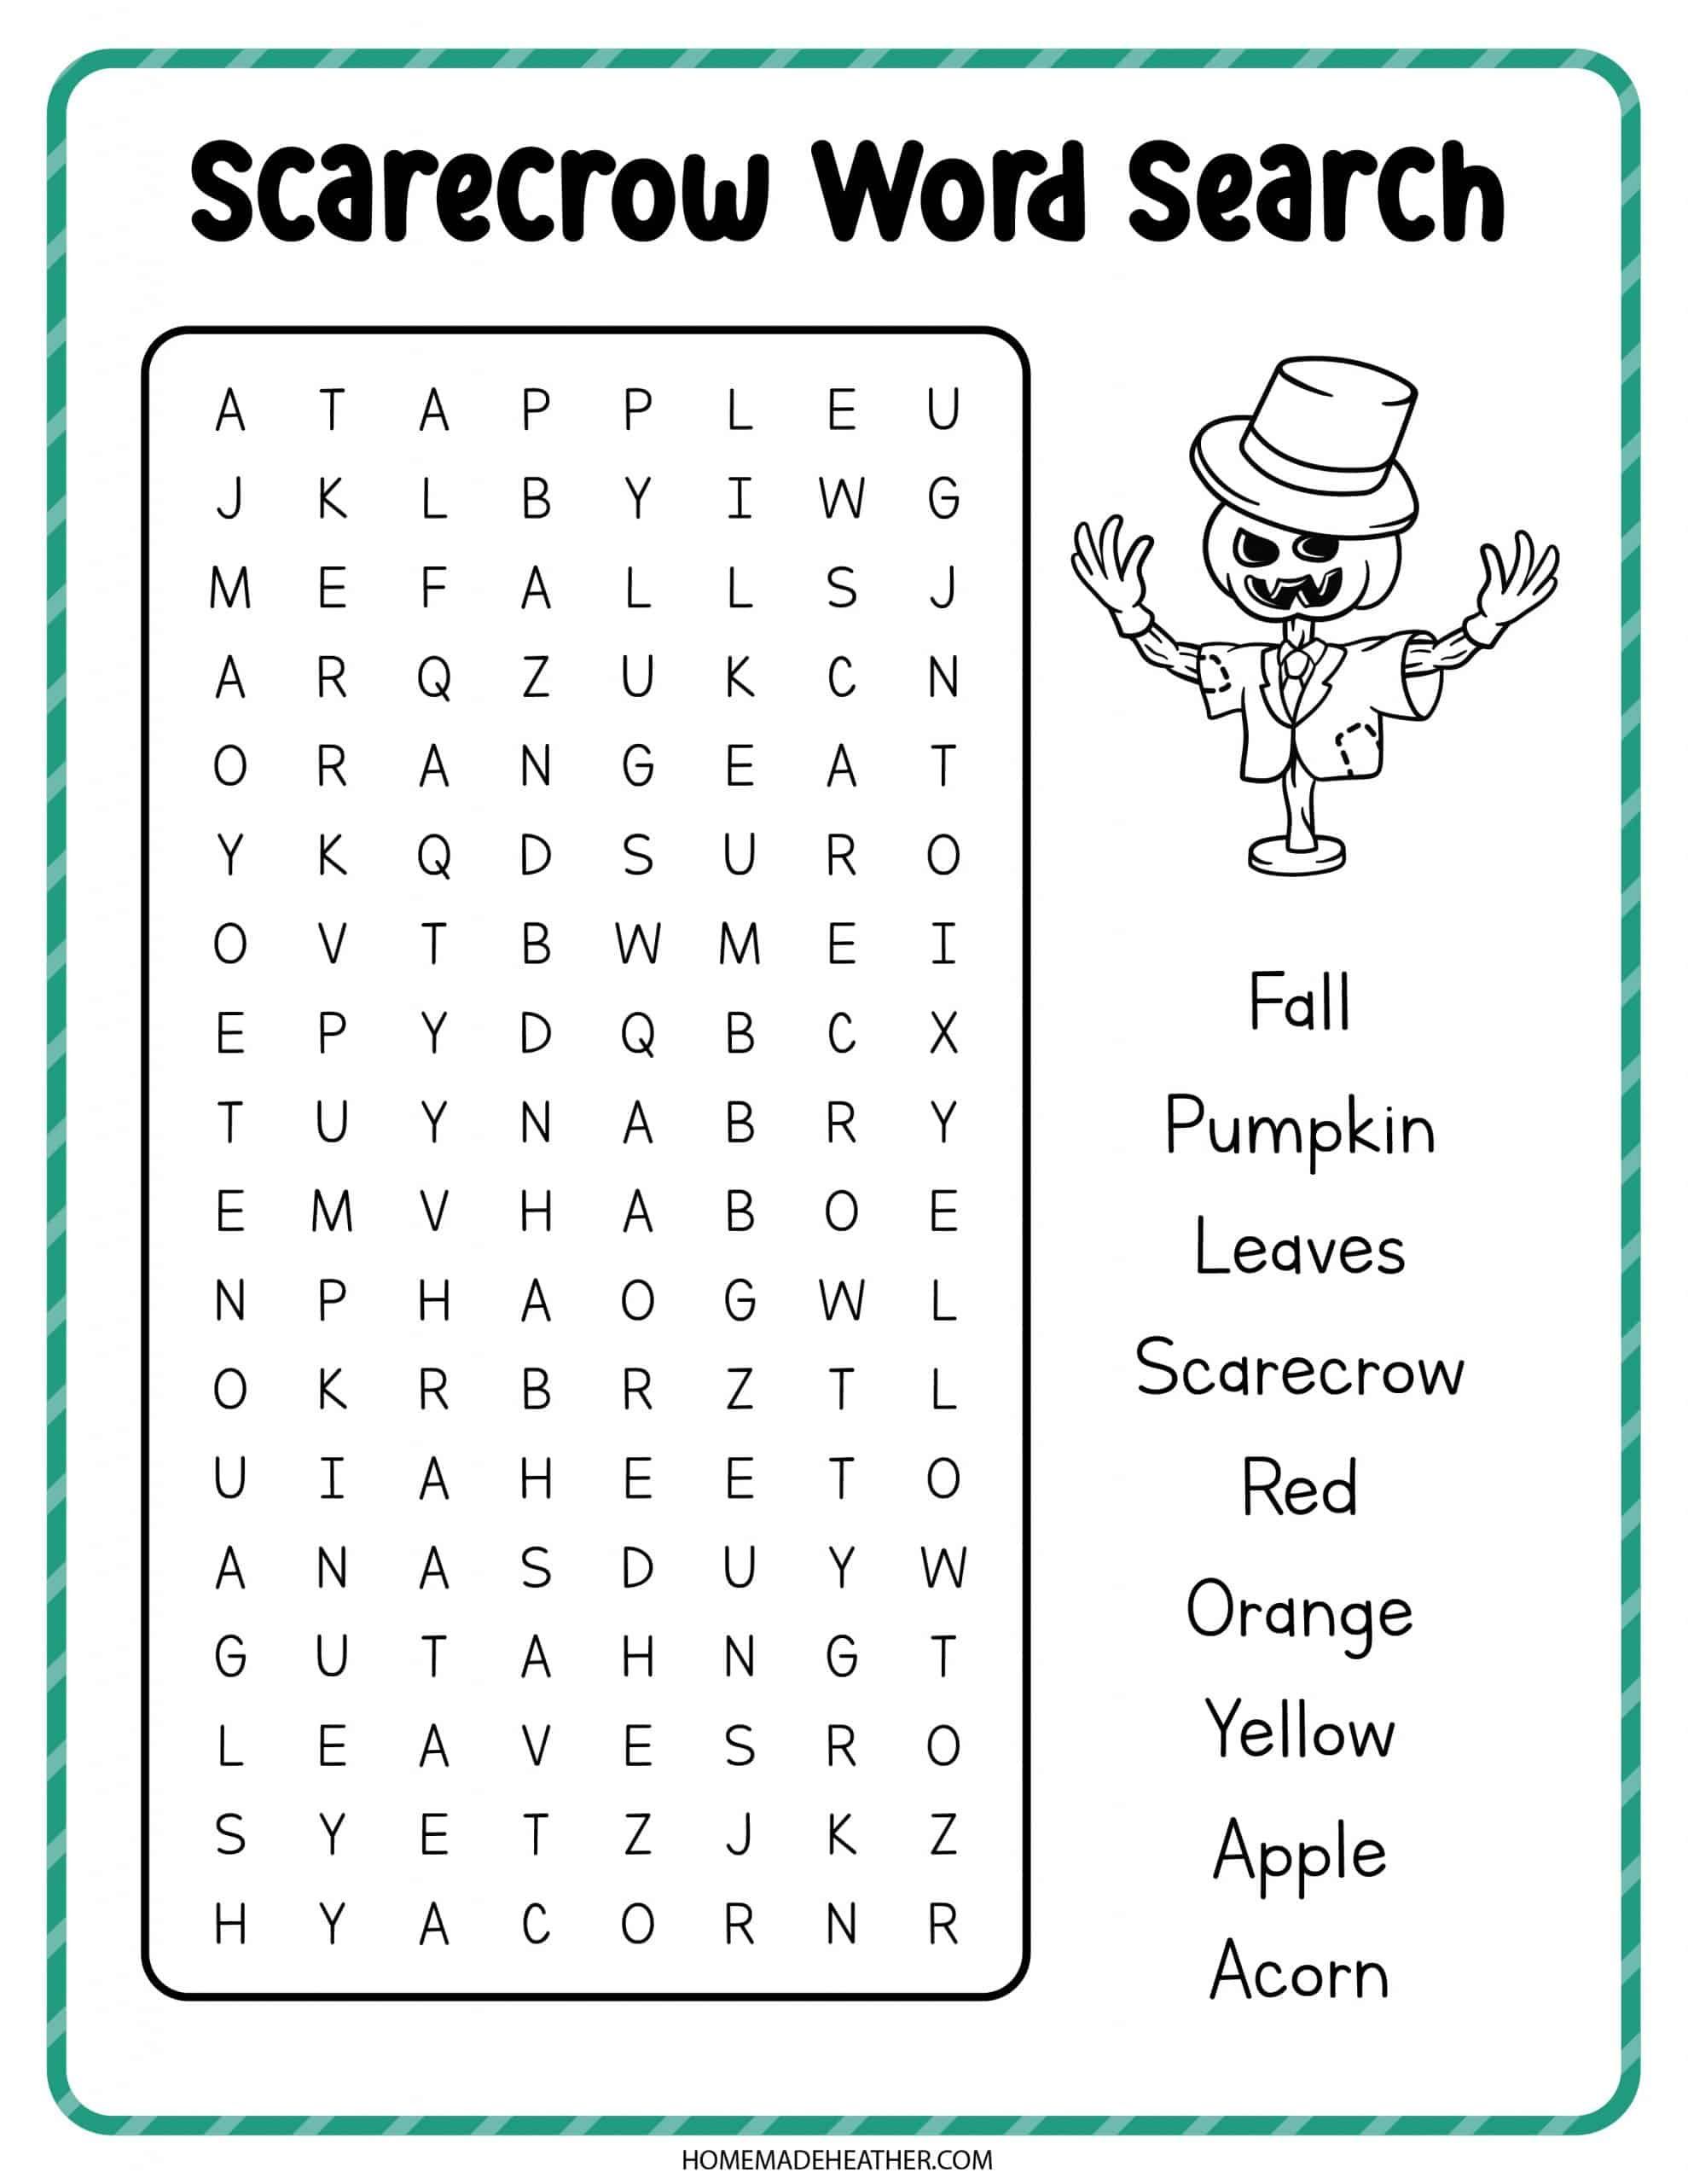 Scarecrow Word Search
A T A P P L E U
J K L B Y I W G
M E F A L L S J
A R Q Z U K C N
O R A N G E A T
Y K Q D S U R O
O V T B W M E I
E P Y D Q B C X
T U Y N A B R Y
E M V H A B O E
N P H A O G W L
O K R B R Z T L
U I A H E E T O
A N A S D U Y W
G U T A H N G T
L E A V E S R O
S Y E T Z J K Z
H Y A C O R N R
Fall
Pumpkin
Leaves
Scarecrow
Red
Orange
Yellow
Apple
Acorn
HOMEMADEHEATHER.COM